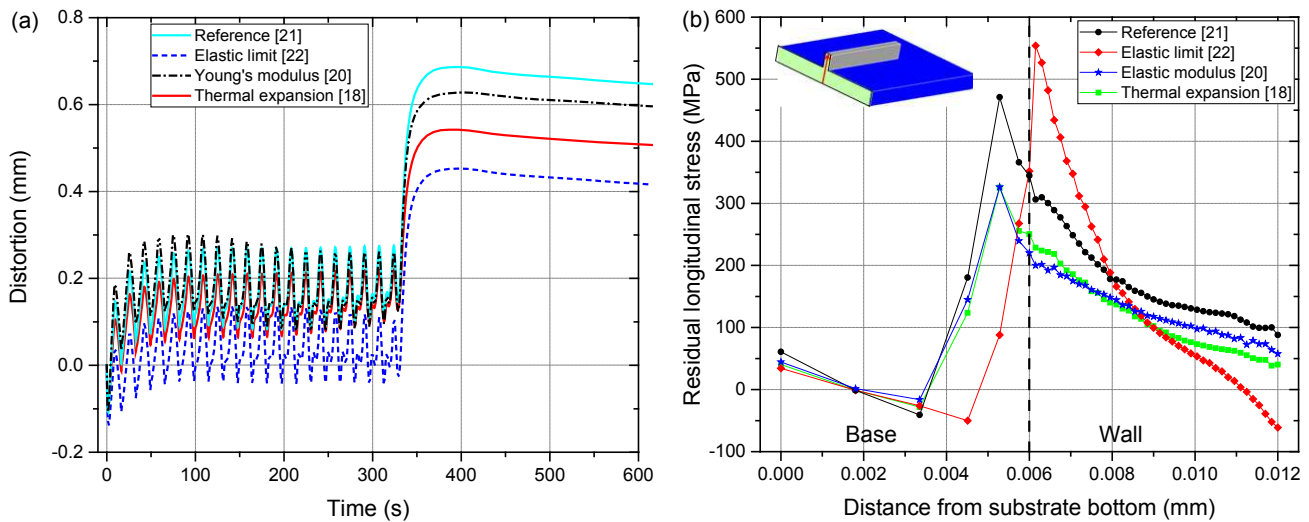 (a)
Reference [21]
Elastic limit [22]
Young's modulus [20]
Thermal expansion [18]
Distortion (mm)
0.8
0.6
0.4
0.2
0.0
-0.2
0 100 200 300 400 500 600
Time (s)
(b)
Reference [21]
Elastic limit [22]
Elastic modulus [20]
Thermal expansion [18]
Residual longitudinal stress (MPa)
600
500
400
300
200
100
0
-100
Base Wall
0.000 0.002 0.004 0.006 0.008 0.010 0.012
Distance from substrate bottom (mm)